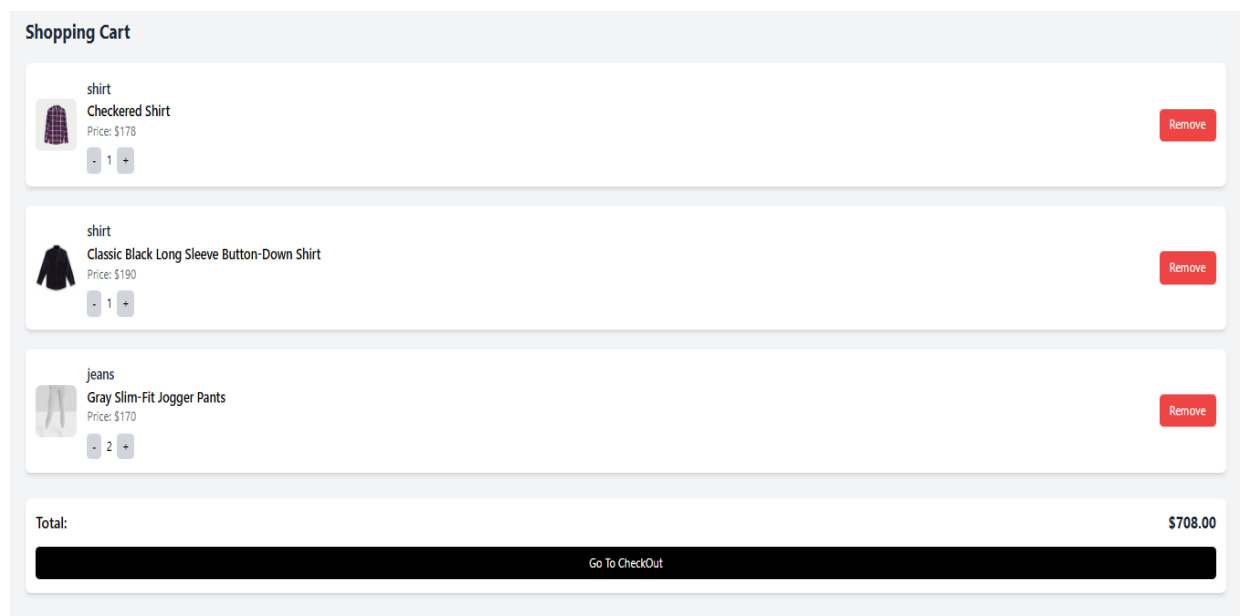 Shopping Cart
shirt
Checkered Shirt
Price: $178
- 1 +
Remove
shirt
Classic Black Long Sleeve Button-Down Shirt
Price: $190
- 1 +
Remove
jeans
Gray Slim-Fit Jogger Pants
Price: $170
- 2 +
Remove
Total: $708.00
Go To CheckOut